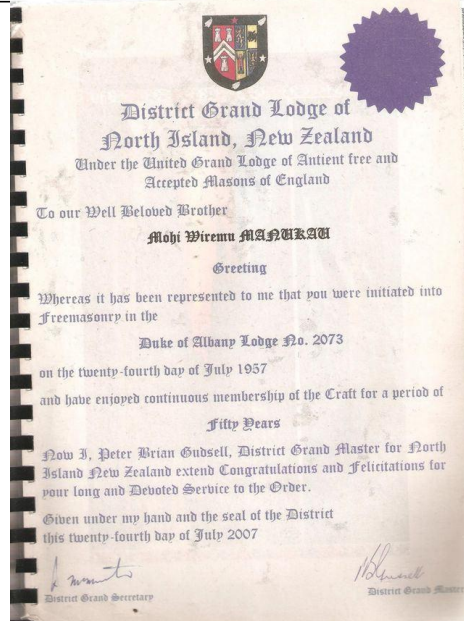 District Grand Lodge of
North Island, New Zealand
Under the United Grand Lodge of Antient free and
Accepted Masons of England
To our Well Beloved Brother
Mohi Wiremu MANUKAU
Greeting
Whereas it has been represented to me that you were initiated into
Freemasonry in the
Duke of Albany Lodge No. 2073
on the twenty-fourth day of July 1957
and have enjoyed continuous membership of the Craft for a period of
Fifty Years
Now I, Peter Brian Gudsell, District Grand Master for North
Island New Zealand extend Congratulations and Felicitations for
your long and Devoted Service to the Order.
Given under my hand and the seal of the District
this twenty-fourth day of July 2007
District Grand Secretary
District Grand Master